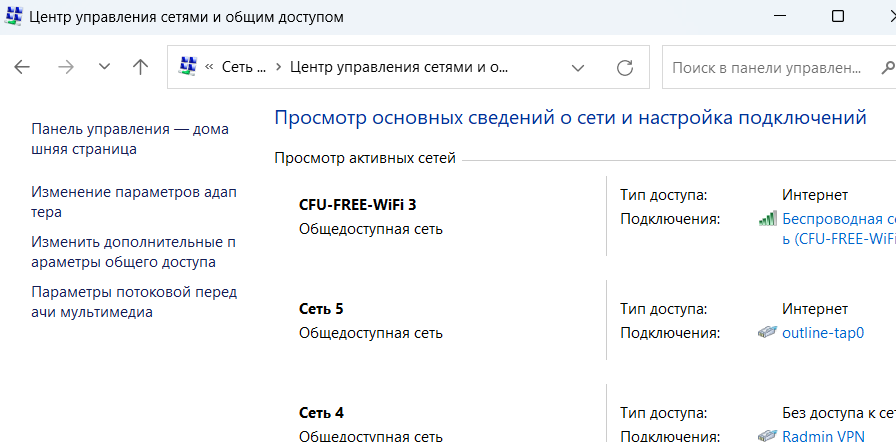 Центр управления сетями и общим доступом
« Сеть ... › Центр управления сетями и о...
Поиск в панели управлен...
Панель управления — дома
шняя страница
Изменение параметров адап
тера
Изменить дополнительные п
араметры общего доступа
Параметры потоковой перед
ачи мультимедиа
Просмотр основных сведений о сети и настройка подключений
Просмотр активных сетей
CFU-FREE-WiFi 3
Общедоступная сеть
Тип доступа: Интернет
Подключения: Беспроводная се
ь (CFU-FREE-WiFi
Сеть 5
Общедоступная сеть
Тип доступа: Интернет
Подключения: outline-tap0
Сеть 4
Общедоступная сеть
Тип доступа: Без доступа к се
Подключения: Radmin VPN